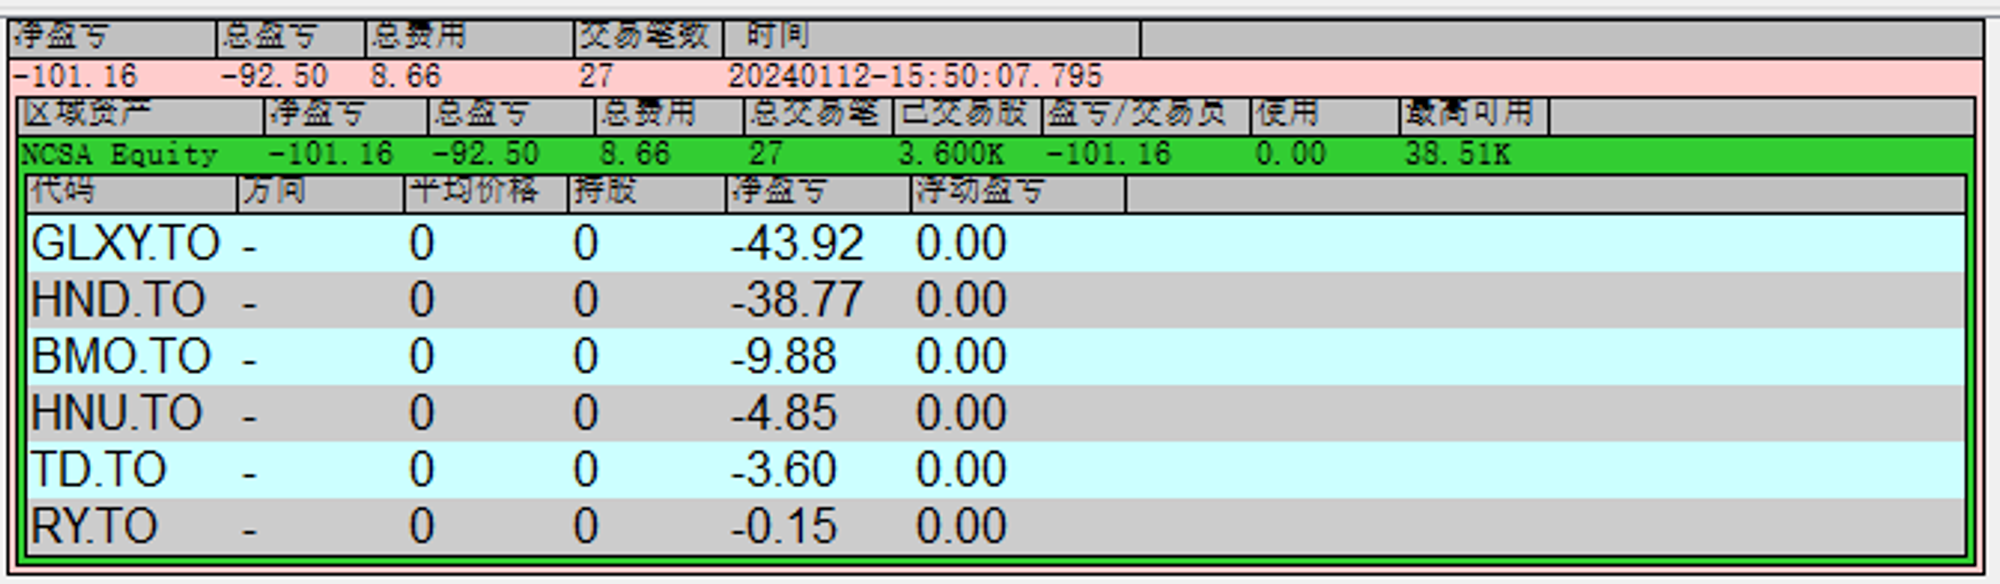 净盈亏 总盈亏 总费用 交易笔数 时间
-101.16 -92.50 8.66 27 20240112-15:50:07.795
区域资产 净盈亏 总盈亏 总费用 总交易笔 已交易股 盈亏/交易员 使用 最高可用
NCSA Equity -101.16 -92.50 8.66 27 3.600K -101.16 0.00 38.51K
代码 方向 平均价格 持股 净盈亏 浮动盈亏
GLXY.TO - 0 0 -43.92 0.00
HND.TO - 0 0 -38.77 0.00
BMO.TO - 0 0 -9.88 0.00
HNU.TO - 0 0 -4.85 0.00
TD.TO - 0 0 -3.60 0.00
RY.TO - 0 0 -0.15 0.00